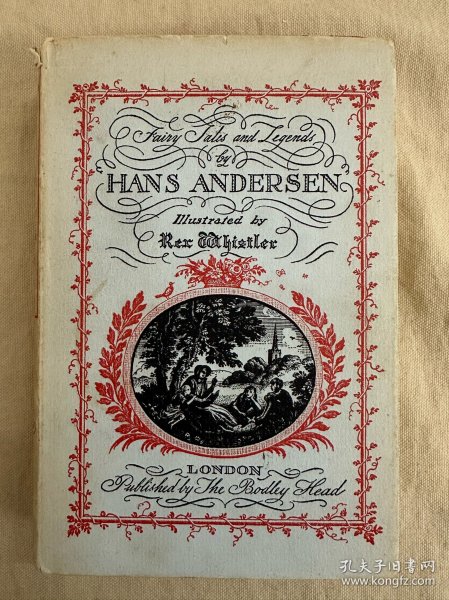 Fairy Tales and Legends
by
HANS ANDERSEN
Illustrated by
Rex Whistler
LONDON
Published by The Bodley Head
孔夫子旧书网
www.kongfz.com